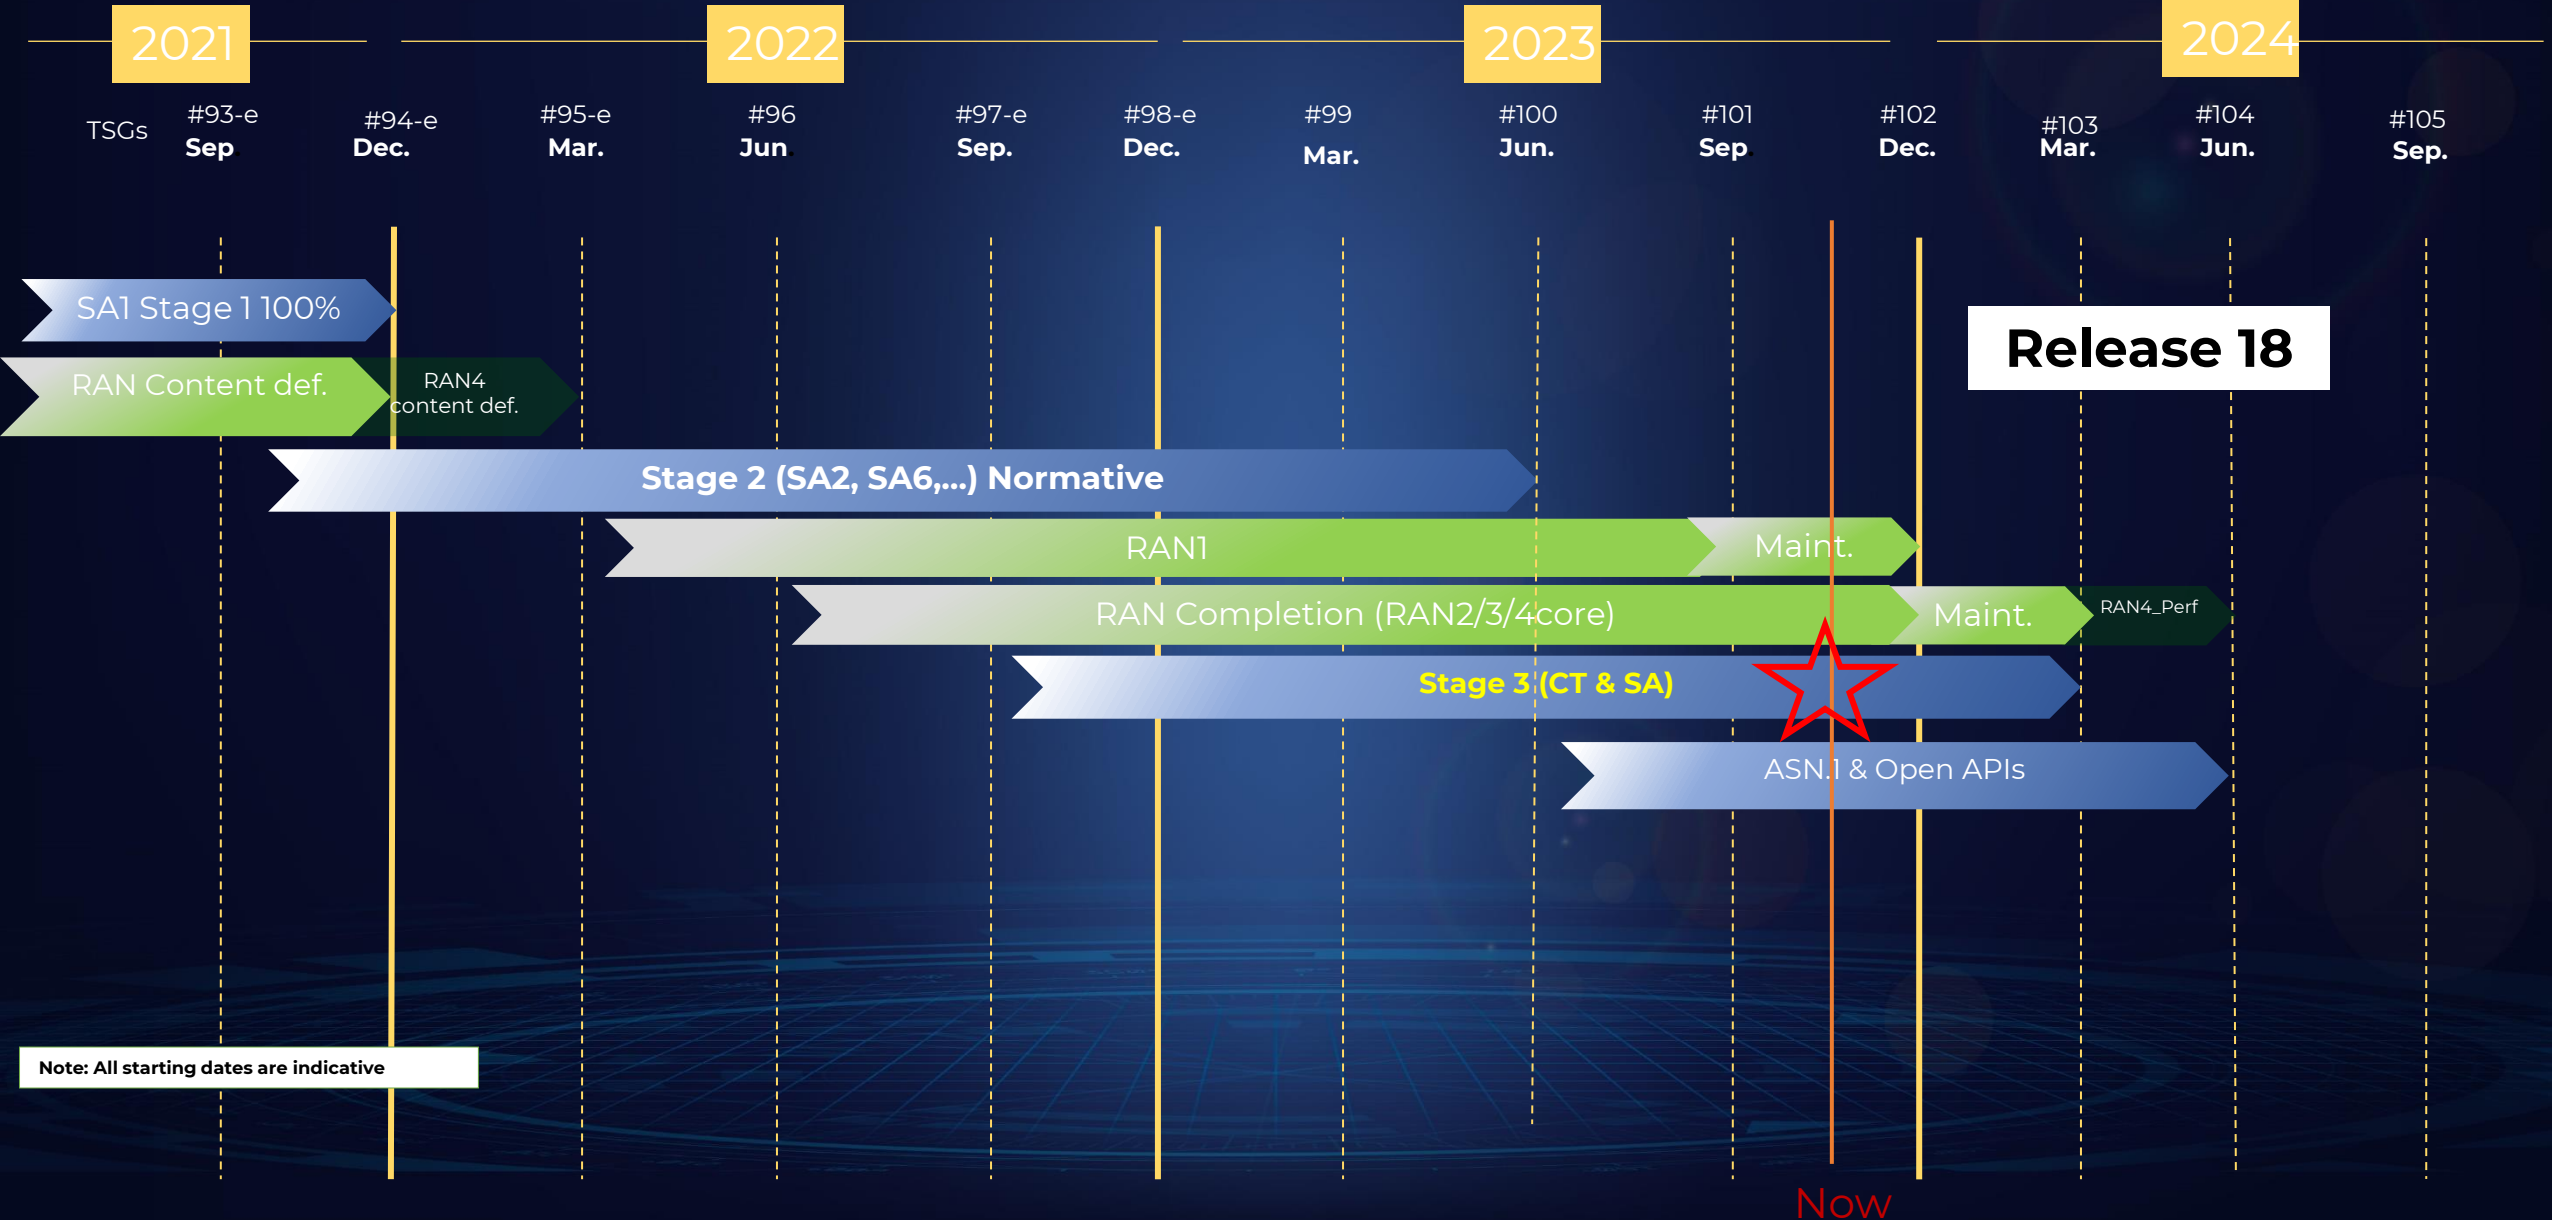 2021
2022
2023
2024
TSGs
#93-e
Sep.
#94-e
Dec.
#95-e
Mar.
#96
Jun.
#97-e
Sep.
#98-e
Dec.
#99
Mar.
#100
Jun.
#101
Sep.
#102
Dec.
#103
Mar.
#104
Jun.
#105
Sep.
SA1 Stage 1 100%
Release 18
RAN Content def.
RAN4
content def.
Stage 2 (SA2, SA6,...) Normative
RAN1
Maint.
RAN Completion (RAN2/3/4core)
Maint.
RAN4_Perf
Stage 3 (CT & SA)
ASN.1 & Open APIs
Note: All starting dates are indicative
Now